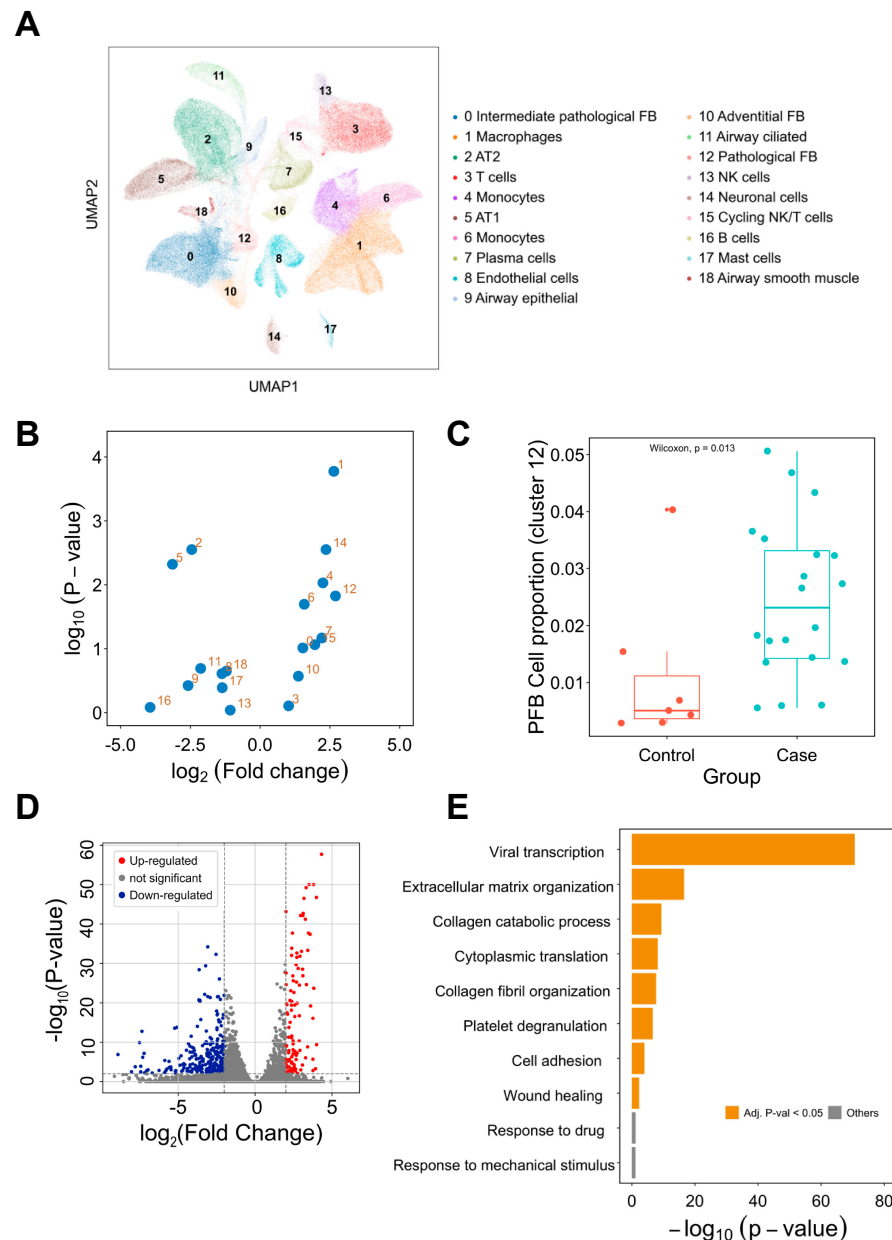 A
11
13
2
3
9
15
7
5
4
6
18
16
12
0
8
1
10
14
17
UMAP2
UMAP1
0 Intermediate pathological FB
1 Macrophages
2 AT2
3 T cells
4 Monocytes
5 AT1
6 Monocytes
7 Plasma cells
8 Endothelial cells
9 Airway epithelial
10 Adventitial FB
11 Airway ciliated
12 Pathological FB
13 NK cells
14 Neuronal cells
15 Cycling NK/T cells
16 B cells
17 Mast cells
18 Airway smooth muscle
B
log10 (P – value)
4
3
2
1
0
1
2
14
5
4
12
6
7
0
15
11
18
8
10
9
17
16
13
3
-5.0 -2.5 0.0 2.5 5.0
log2 (Fold change)
C
PFB Cell proportion (cluster 12)
Wilcoxon, p = 0.013
0.05
0.04
0.03
0.02
0.01
Control Case
Group
D
-log10(P-value)
60
50
40
30
20
10
0
Up-regulated
not significant
Down-regulated
-5 0 5
log2(Fold Change)
E
Viral transcription
Extracellular matrix organization
Collagen catabolic process
Cytoplasmic translation
Collagen fibril organization
Platelet degranulation
Cell adhesion
Wound healing
Response to drug
Response to mechanical stimulus
Adj. P-val < 0.05 Others
0 20 40 60 80
–log10 (p – value)